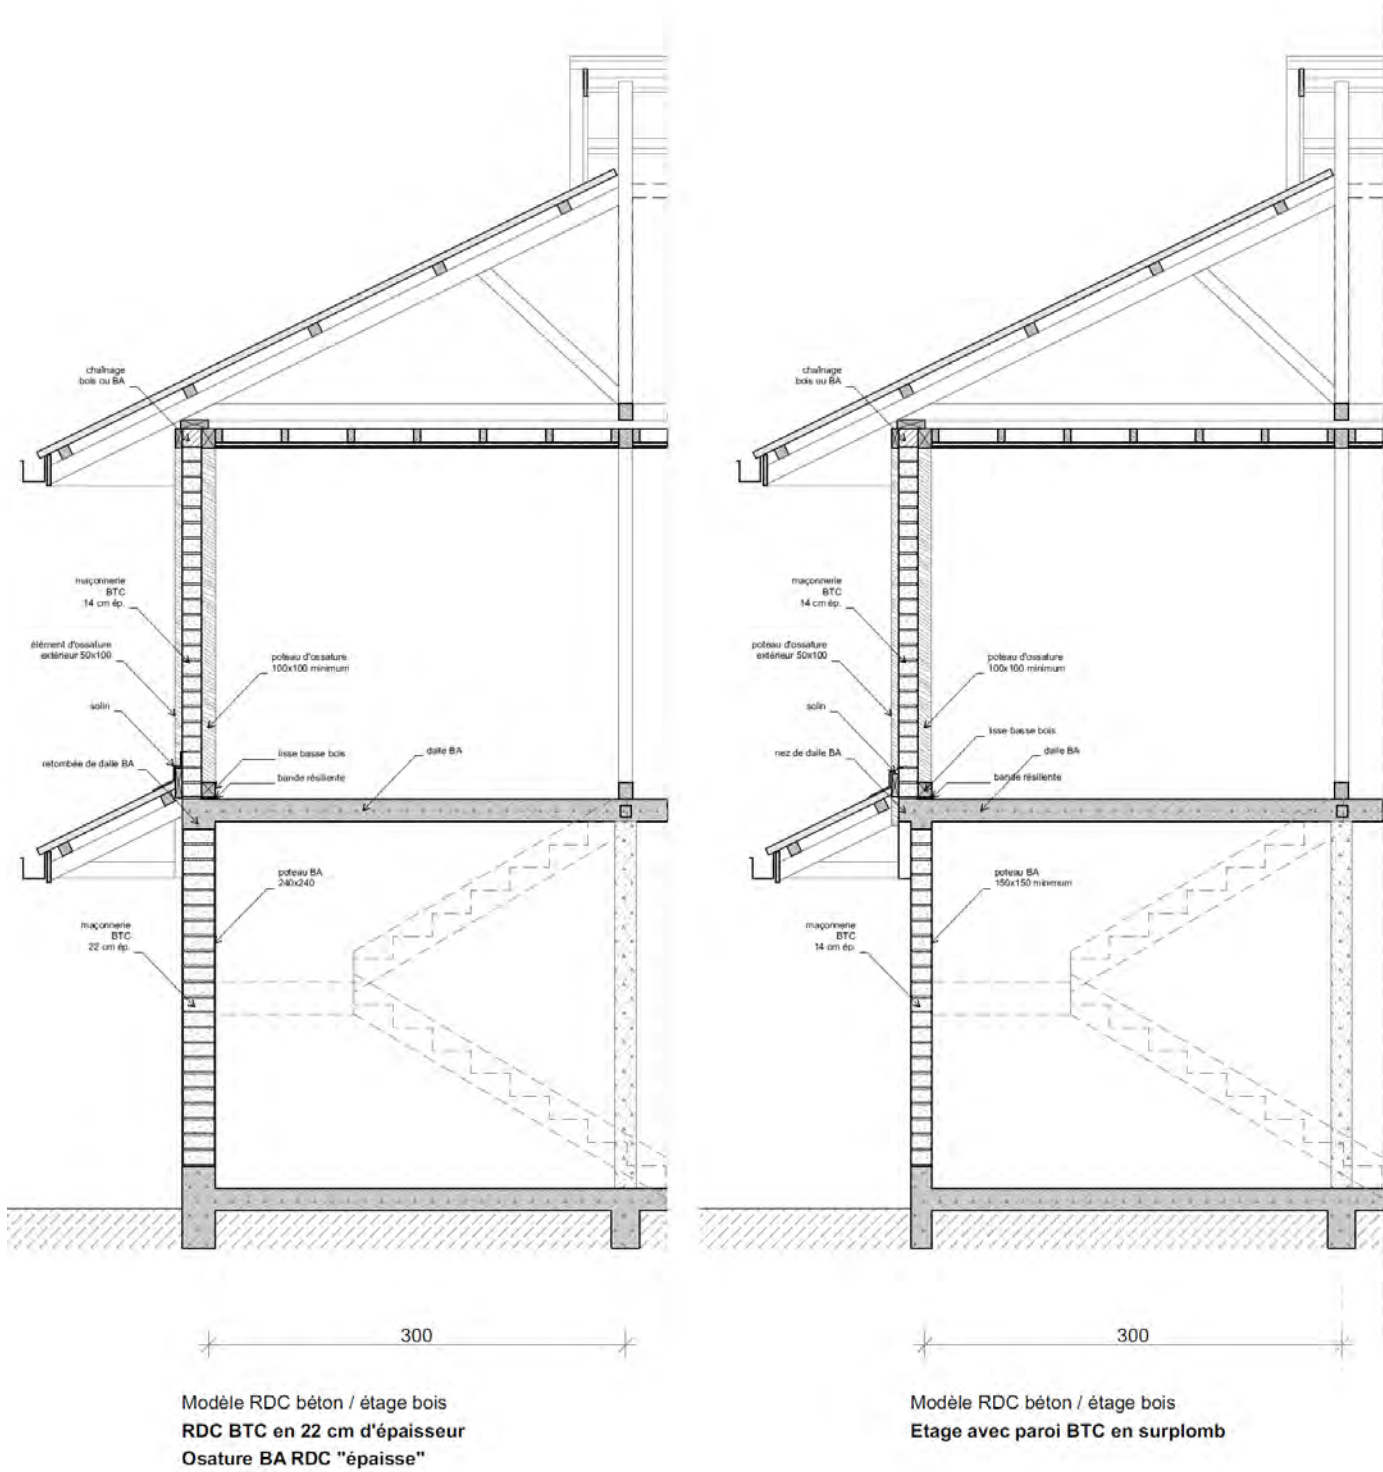 chaînage
bois ou BA
maçonnerie
BTC
14 cm ép.
élément d'ossature
extérieur 50x100
poteau d'ossature
100x100 minimum
solin
lisse basse bois
dalle BA
retombée de dalle BA
bande résiliente
poteau BA
240x240
maçonnerie
BTC
22 cm ép.
300
Modèle RDC béton / étage bois
RDC BTC en 22 cm d'épaisseur
Osature BA RDC "épaisse"
chaînage
bois ou BA
maçonnerie
BTC
14 cm ép.
poteau d'ossature
extérieur 50x100
poteau d'ossature
100x100 minimum
solin
lisse basse bois
nez de dalle BA
dalle BA
bande résiliente
poteau BA
150x150 minimum
maçonnerie
BTC
14 cm ép.
300
Modèle RDC béton / étage bois
Etage avec paroi BTC en surplomb